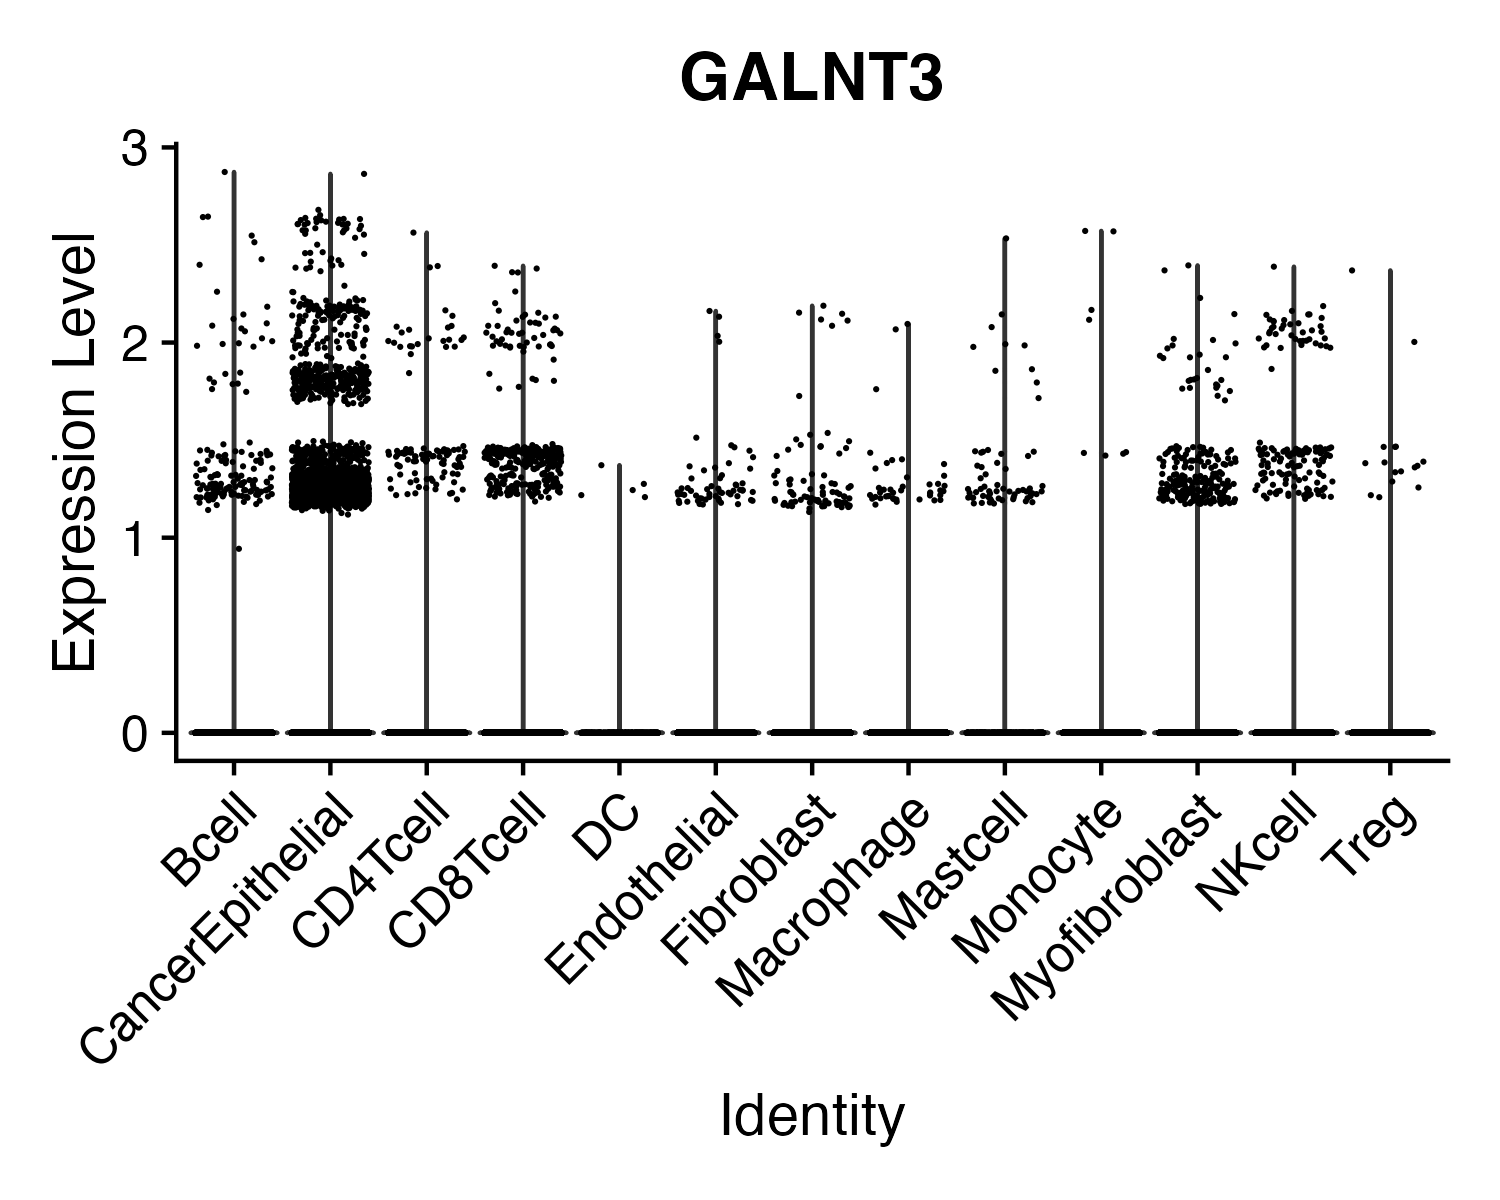 GALNT3
Expression Level
3
2
1
0
Bcell
CancerEpithelial
CD4Tcell
CD8Tcell
DC
Endothelial
Fibroblast
Macrophage
Mastcell
Monocyte
Myofibroblast
NKcell
Treg
Identity